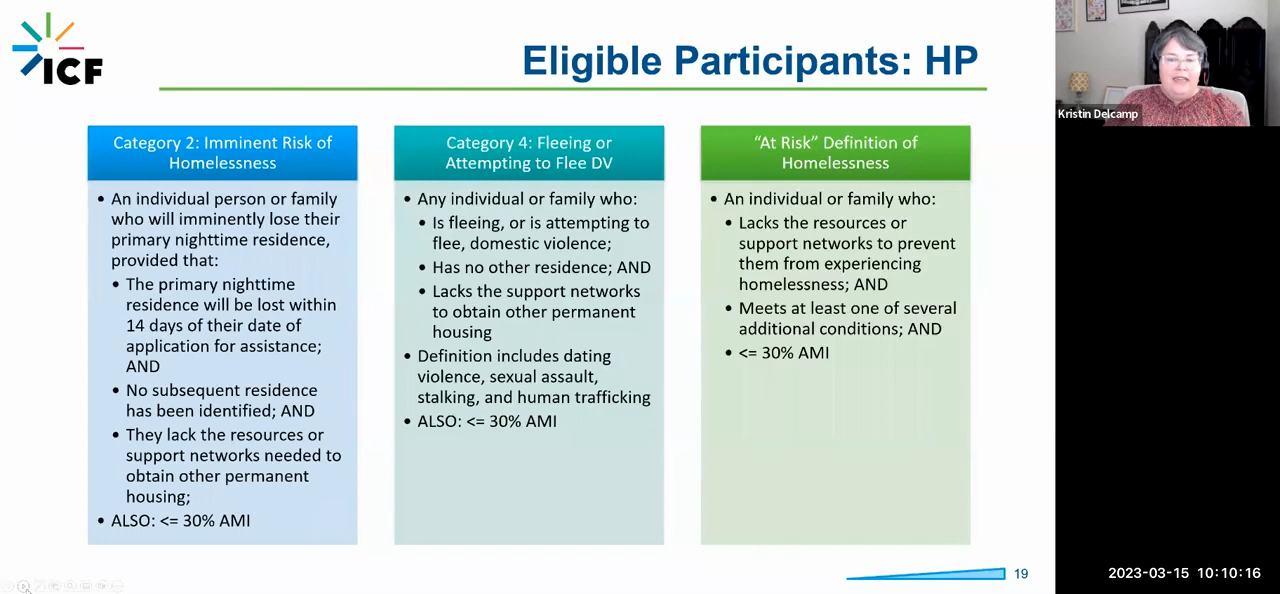 ICF
Eligible Participants: HP
Category 2: Imminent Risk of
Homelessness
• An individual person or family
who will imminently lose their
primary nighttime residence,
provided that:
• The primary nighttime
residence will be lost within
14 days of their date of
application for assistance;
AND
• No subsequent residence
has been identified; AND
• They lack the resources or
support networks needed to
obtain other permanent
housing;
• ALSO: <= 30% AMI
Category 4: Fleeing or
Attempting to Flee DV
• Any individual or family who:
• Is fleeing, or is attempting to
flee, domestic violence;
• Has no other residence; AND
• Lacks the support networks
to obtain other permanent
housing
• Definition includes dating
violence, sexual assault,
stalking, and human trafficking
• ALSO: <= 30% AMI
“At Risk” Definition of
Homelessness
• An individual or family who:
• Lacks the resources or
support networks to prevent
them from experiencing
homelessness; AND
• Meets at least one of several
additional conditions; AND
• <= 30% AMI
19
Kristin Delcamp
2023-03-15 10:10:16